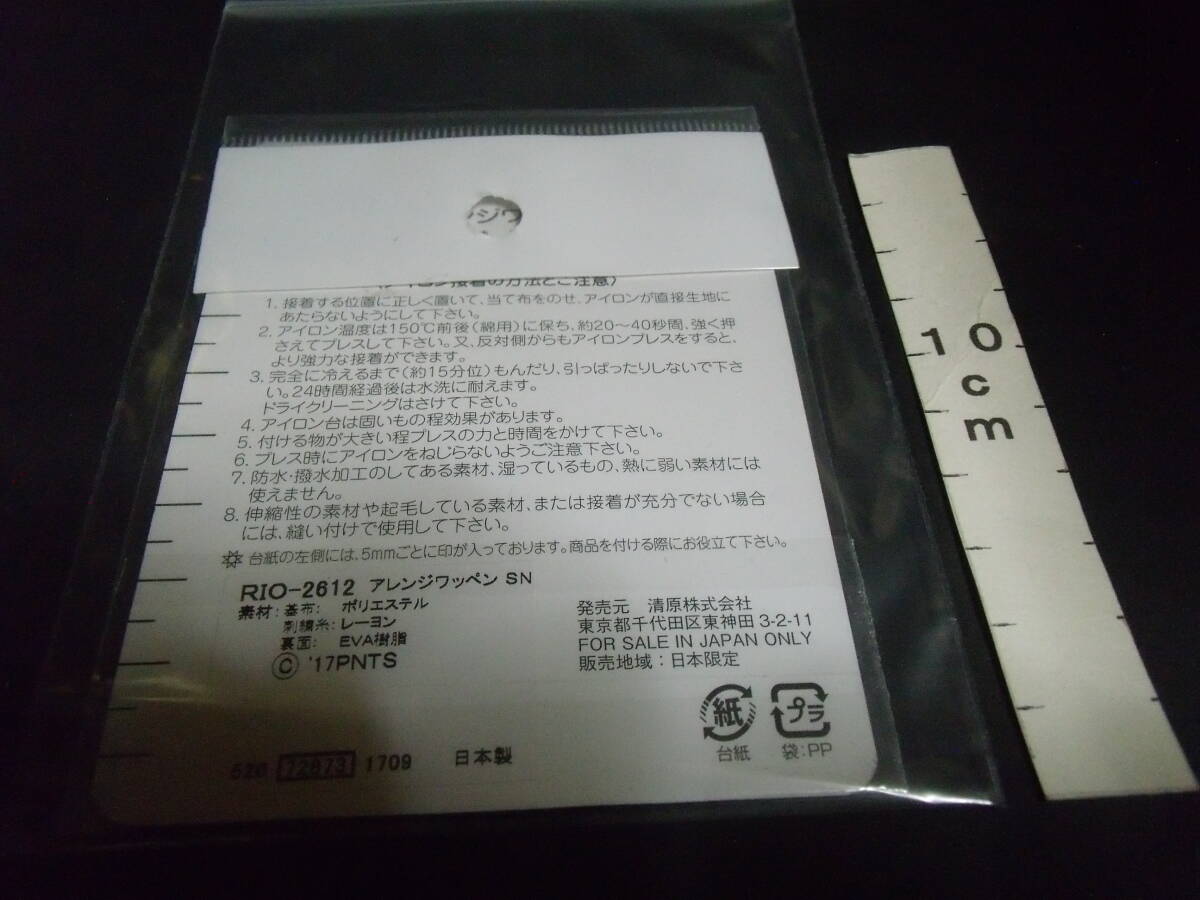 ジワ
接着の方法とご注意〉
1. 接着する位置に正しく置いて、当て布をのせ、アイロンが直接生地に
あたらないようにして下さい。
2. アイロン温度は150℃前後(綿用)に保ち、約20〜40秒間、強く押
さえてプレスして下さい。又、反対側からもアイロンプレスをすると、
より強力な接着ができます。
3. 完全に冷えるまで(約15分位)もんだり、引っぱったりしないで下さ
い。24時間経過後は水洗に耐えます。
ドライクリーニングはさけて下さい。
4. アイロン台は固いもの程効果があります。
5. 付ける物が大きい程プレスの力と時間をかけて下さい。
6. プレス時にアイロンをねじらないようご注意下さい。
7. 防水・撥水加工のしてある素材、湿っているもの、熱に弱い素材には
使えません。
8. 伸縮性の素材や起毛している素材、または接着が充分でない場合
には、縫い付けで使用して下さい。
台紙の左側には、5mmごとに印が入っております。商品を付ける際にお役立て下さい。
RIO-2612 アレンジワッペン SN
素材:基布: ポリエステル
刺繍糸:レーヨン
裏面: EVA樹脂
© '17PNTS
発売元 清原株式会社
東京都千代田区東神田 3-2-11
FOR SALE IN JAPAN ONLY
販売地域:日本限定
紙
台紙
プラ
袋:PP
526 72873 1709 日本製
10
c
m